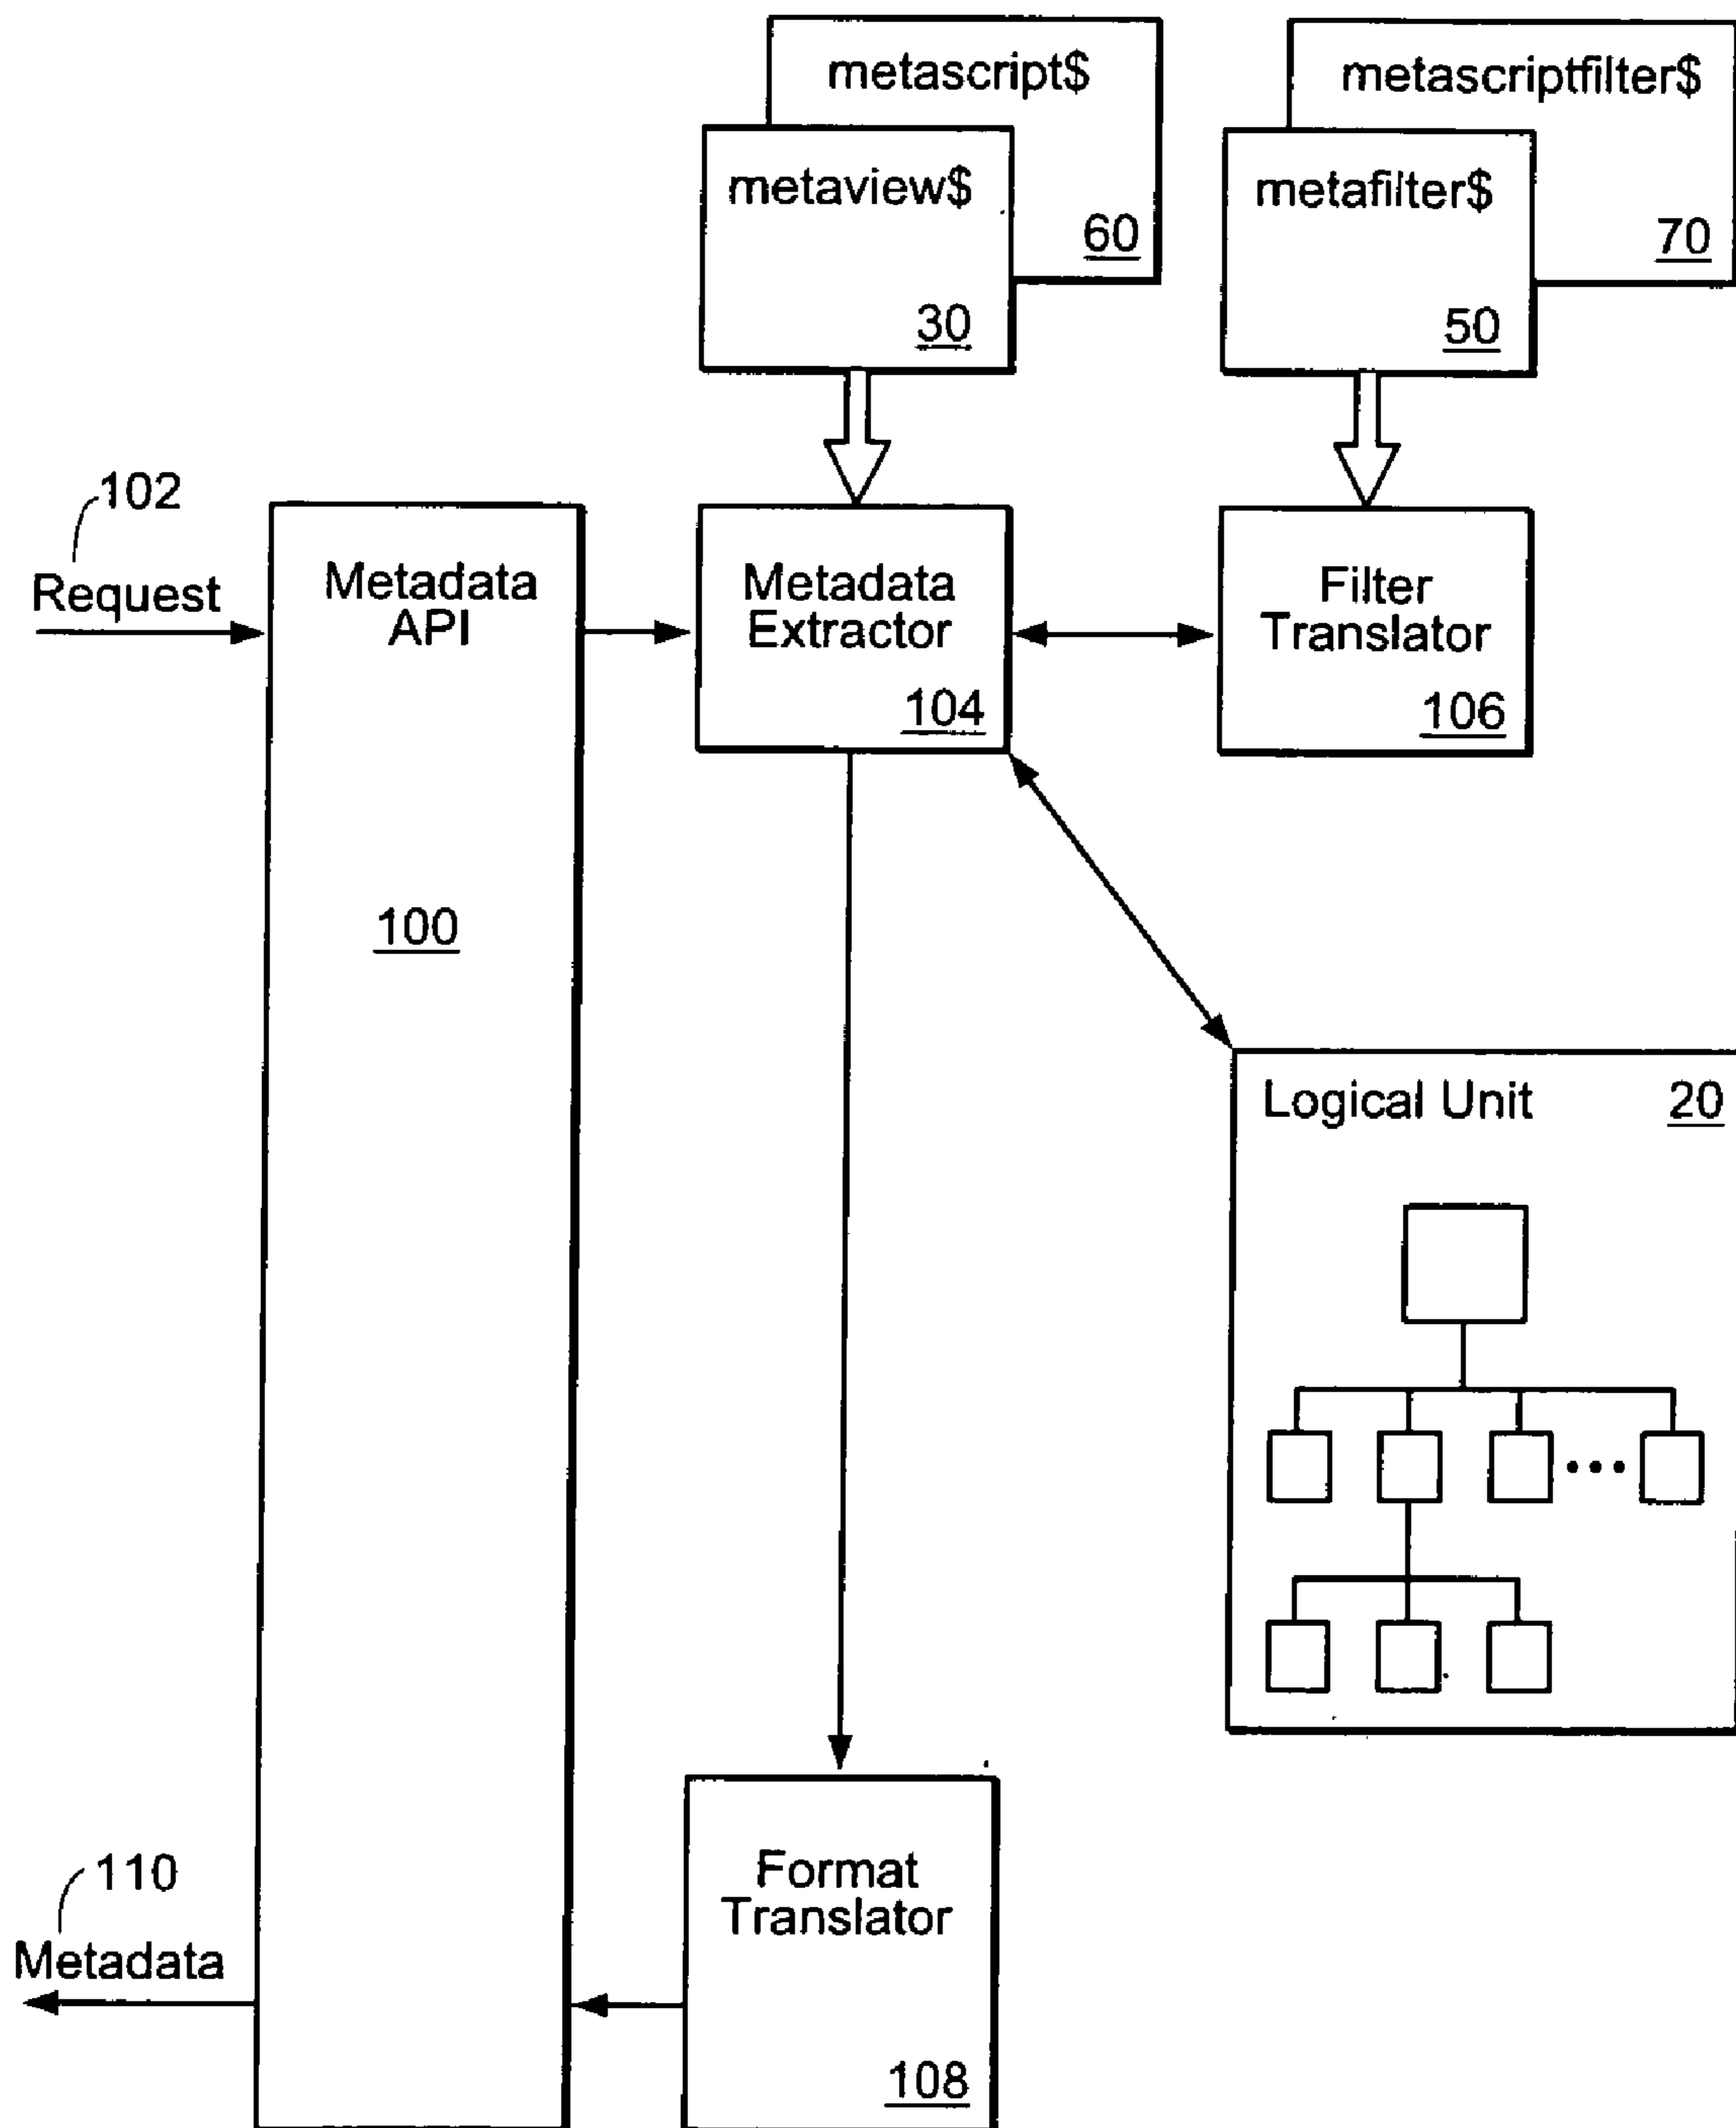 metascript$
metascriptfilter$
metaview$
metafilter$
60
70
30
50
102
Request
Metadata
API
Metadata
Extractor
Filter
Translator
104
106
100
Logical Unit
20
110
Metadata
Format
Translator
108